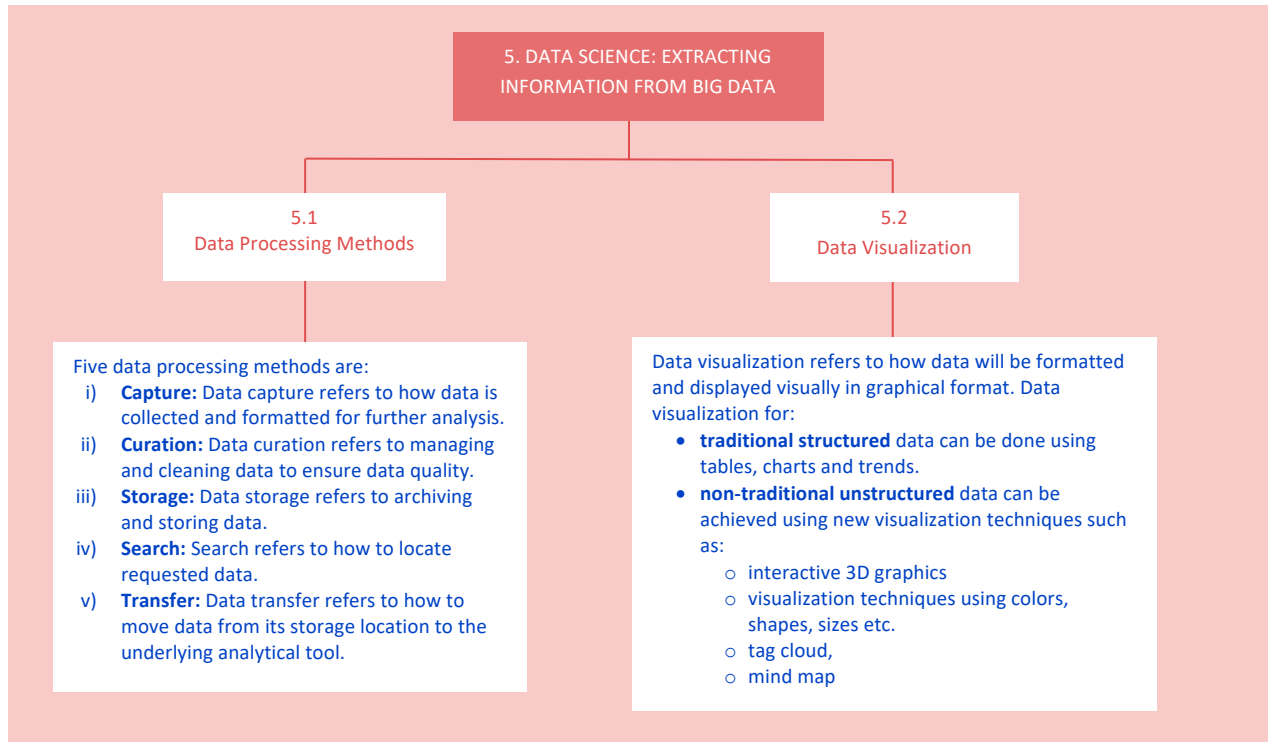 5. DATA SCIENCE: EXTRACTING
INFORMATION FROM BIG DATA
5.1
Data Processing Methods
Five data processing methods are:
i) Capture: Data capture refers to how data is
collected and formatted for further analysis.
ii) Curation: Data curation refers to managing
and cleaning data to ensure data quality.
iii) Storage: Data storage refers to archiving
and storing data.
iv) Search: Search refers to how to locate
requested data.
v) Transfer: Data transfer refers to how to
move data from its storage location to the
underlying analytical tool.
5.2
Data Visualization
Data visualization refers to how data will be formatted
and displayed visually in graphical format. Data
visualization for:
• traditional structured data can be done using
tables, charts and trends.
• non-traditional unstructured data can be
achieved using new visualization techniques such
as:
o interactive 3D graphics
o visualization techniques using colors,
shapes, sizes etc.
o tag cloud,
o mind map